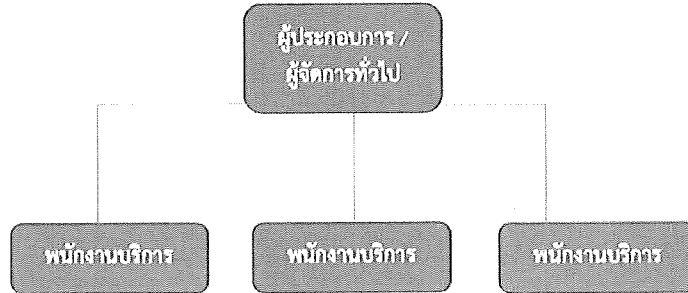 ผู้ประกอบการ /
ผู้จัดการทั่วไป
พนักงานบริการ
พนักงานบริการ
พนักงานบริการ